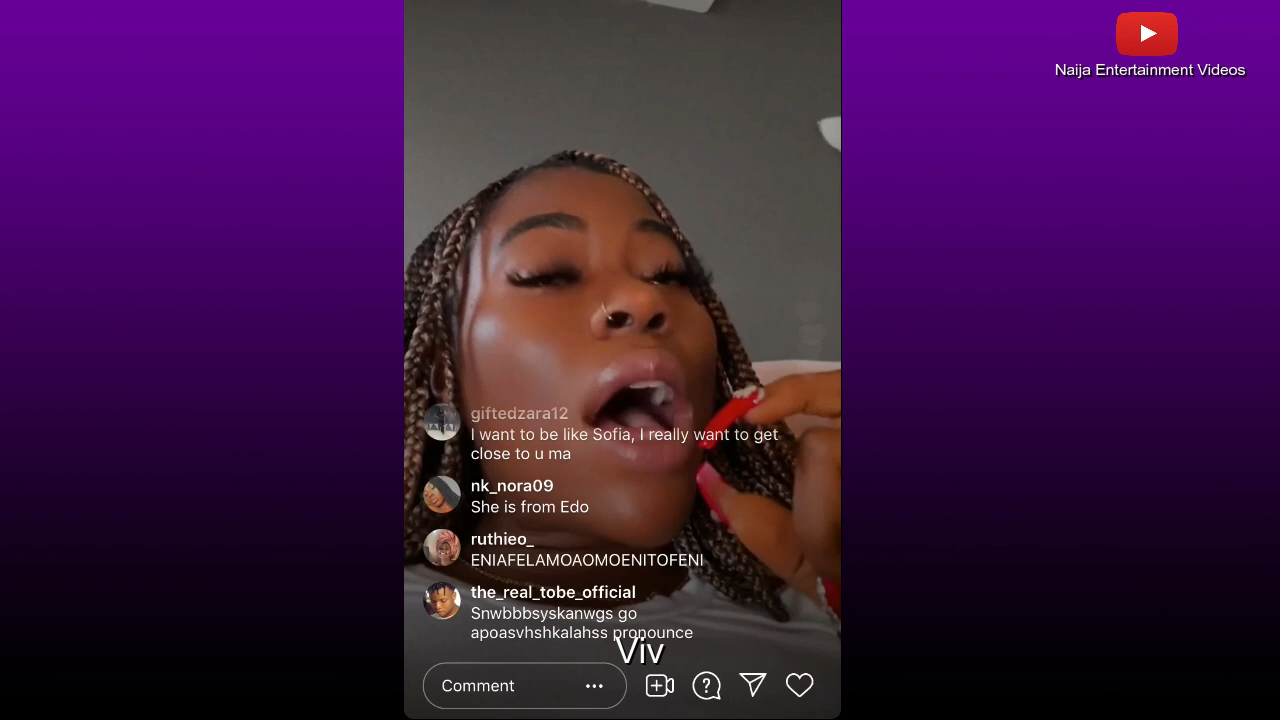 Naija Entertainment Videos
giftedzara12
I want to be like Sofia, I really want to get
close to u ma
nk_nora09
She is from Edo
ruthieo_
ENIAFELAMOAOMOENITOFENI
the_real_tobe_official
Snwbbbsyskanwgs go
apoasvhshkalahss pronounce
Viv
Comment